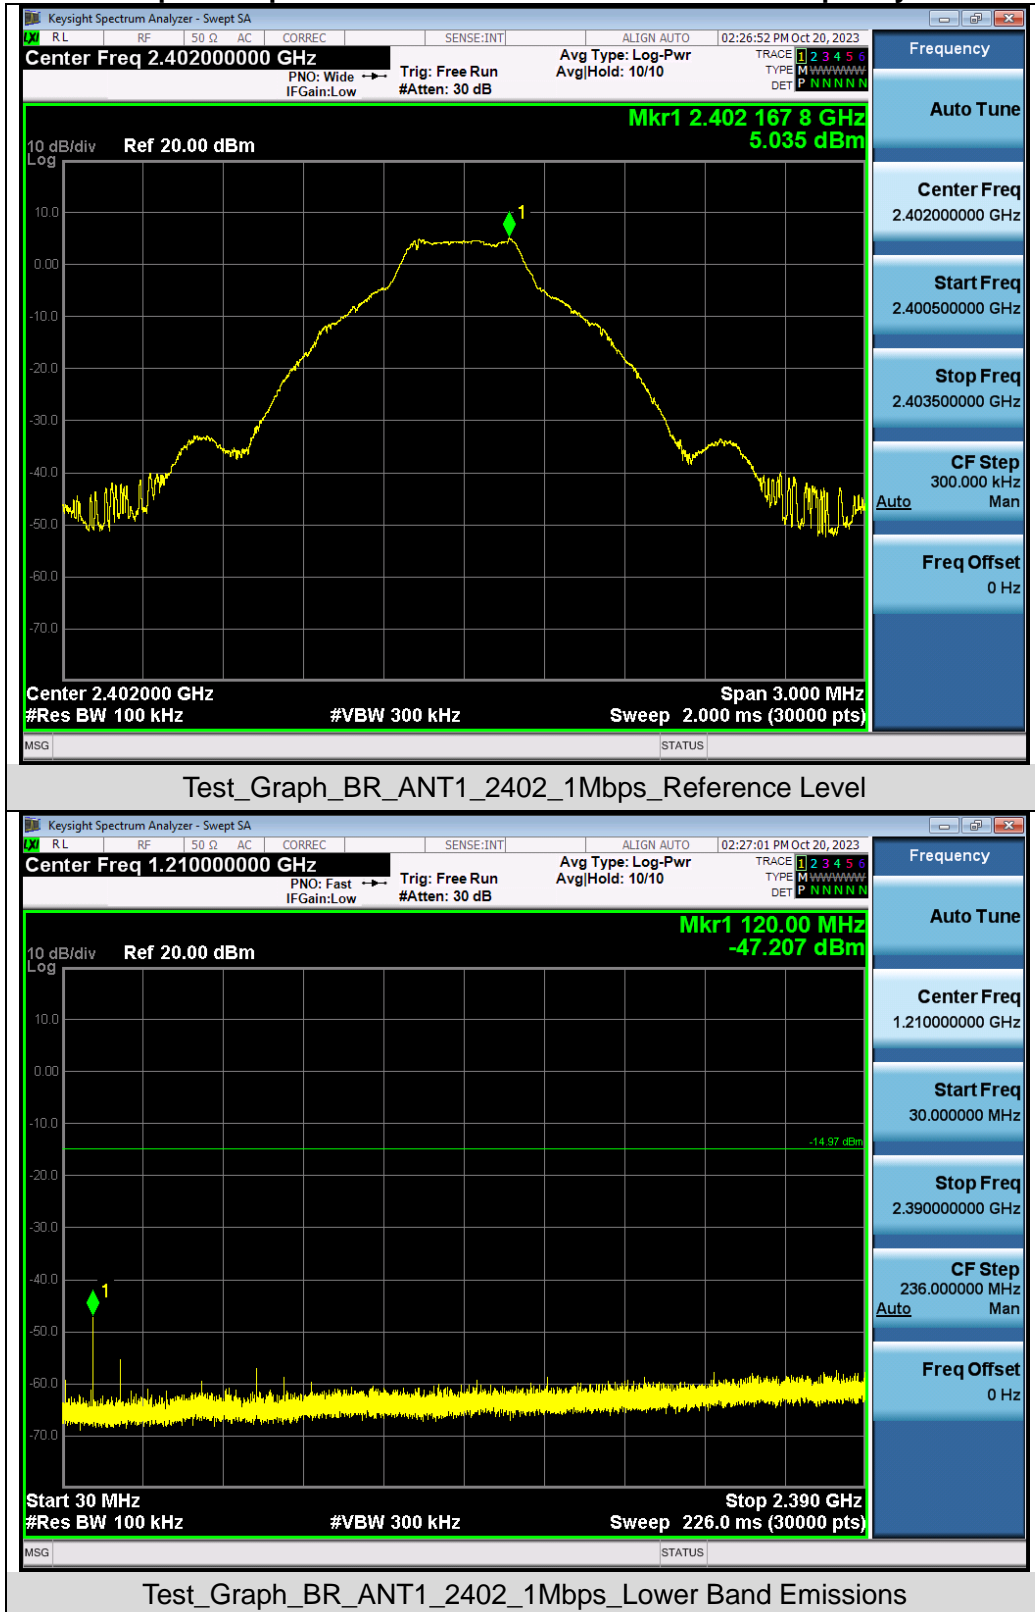 Keysight Spectrum Analyzer - Swept SA
LXI RL RF 50 Ω AC CORREC SENSE:INT ALIGN AUTO 02:26:52 PM Oct 20, 2023
Center Freq 2.402000000 GHz
PNO: Wide
IFGain:Low
Trig: Free Run
#Atten: 30 dB
Avg Type: Log-Pwr
Avg|Hold: 10/10
TRACE 1 2 3 4 5 6
TYPE M WWWWW
DET P N N N N N
Mkr1 2.402 167 8 GHz
5.035 dBm
10 dB/div Ref 20.00 dBm
Log
10.0
0.00
-10.0
-20.0
-30.0
-40.0
-50.0
-60.0
-70.0
1
Center 2.402000 GHz Span 3.000 MHz
#Res BW 100 kHz #VBW 300 kHz Sweep 2.000 ms (30000 pts)
MSG STATUS
Frequency
Auto Tune
Center Freq
2.402000000 GHz
Start Freq
2.400500000 GHz
Stop Freq
2.403500000 GHz
CF Step
300.000 kHz
Auto Man
Freq Offset
0 Hz
Test_Graph_BR_ANT1_2402_1Mbps_Reference Level
Keysight Spectrum Analyzer - Swept SA
LXI RL RF 50 Ω AC CORREC SENSE:INT ALIGN AUTO 02:27:01 PM Oct 20, 2023
Center Freq 1.210000000 GHz
PNO: Fast
IFGain:Low
Trig: Free Run
#Atten: 30 dB
Avg Type: Log-Pwr
Avg|Hold: 10/10
TRACE 1 2 3 4 5 6
TYPE M WWWWW
DET P N N N N N
Mkr1 120.00 MHz
-47.207 dBm
10 dB/div Ref 20.00 dBm
Log
10.0
0.00
-10.0
-14.97 dBm
-20.0
-30.0
-40.0
-50.0
-60.0
-70.0
1
Start 30 MHz Stop 2.390 GHz
#Res BW 100 kHz #VBW 300 kHz Sweep 226.0 ms (30000 pts)
MSG STATUS
Frequency
Auto Tune
Center Freq
1.210000000 GHz
Start Freq
30.000000 MHz
Stop Freq
2.390000000 GHz
CF Step
236.000000 MHz
Auto Man
Freq Offset
0 Hz
Test_Graph_BR_ANT1_2402_1Mbps_Lower Band Emissions